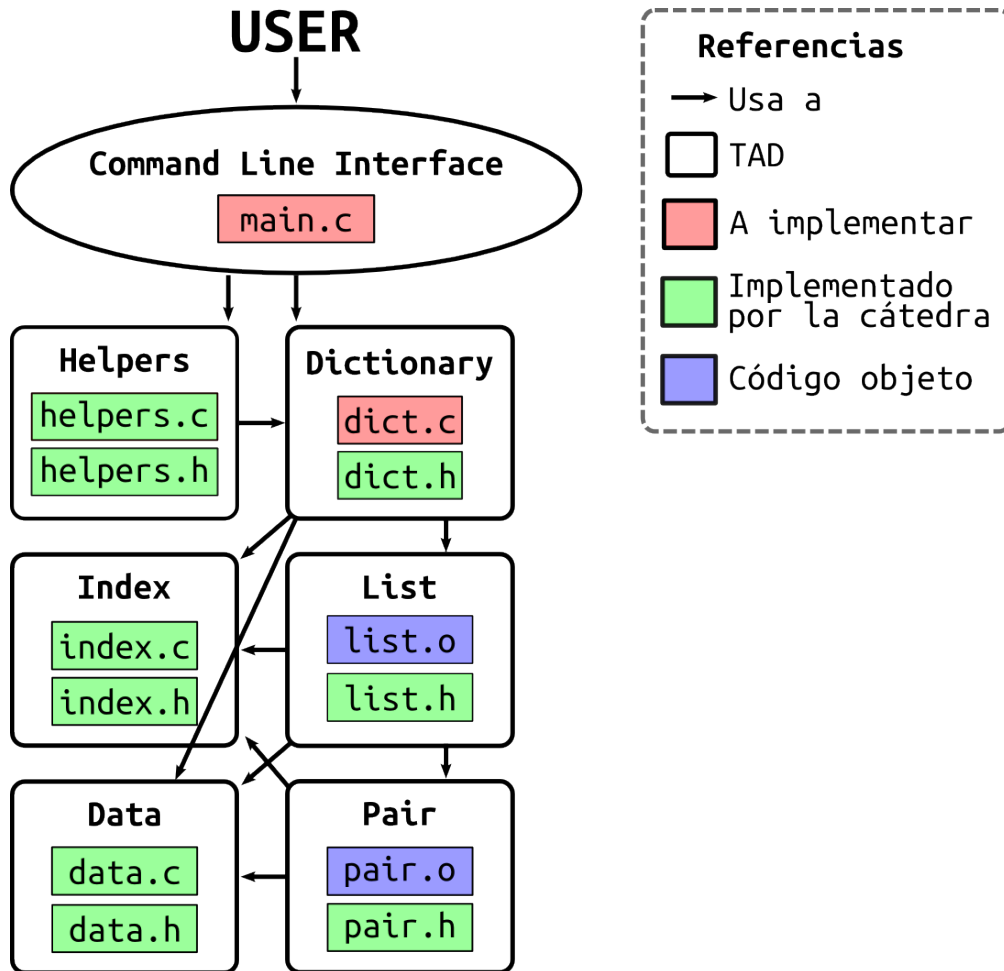 USER
Command Line Interface
main.c
Helpers
helpers.c
helpers.h
Dictionary
dict.c
dict.h
Index
index.c
index.h
List
list.o
list.h
Data
data.c
data.h
Pair
pair.o
pair.h
Referencias
Usa a
TAD
A implementar
Implementado
por la cátedra
Código objeto